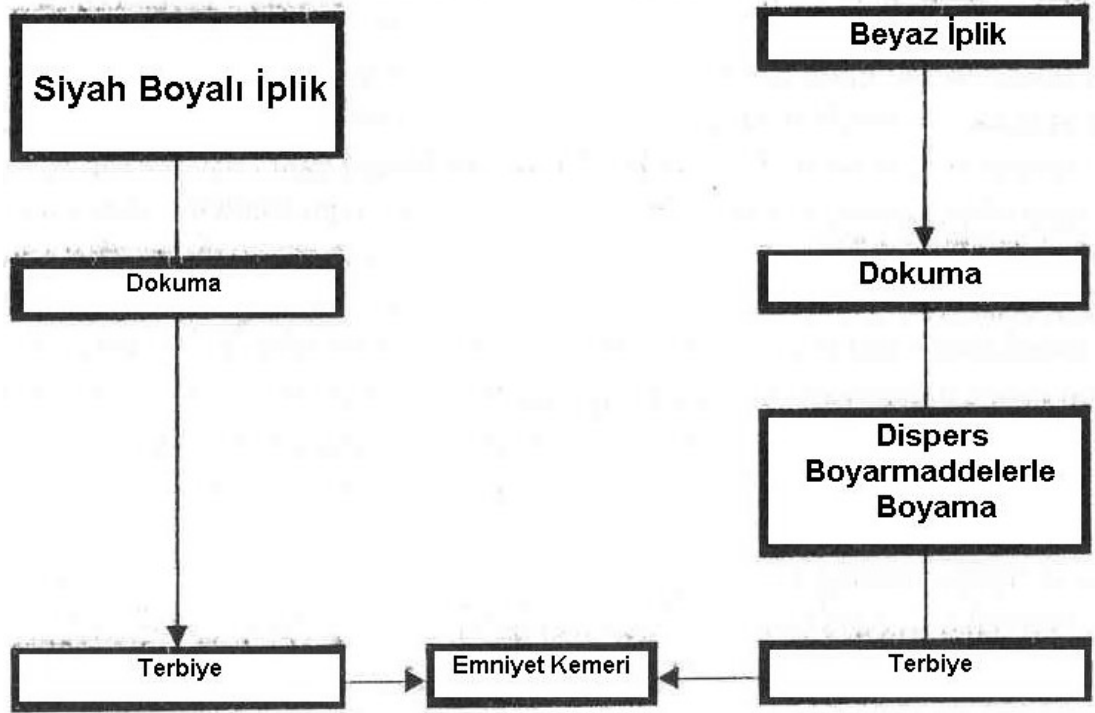 Siyah Boyalı İplik
Dokuma
Terbiye
Emniyet Kemeri
Beyaz İplik
Dokuma
Dispers
Boyarmaddelerle
Boyama
Terbiye